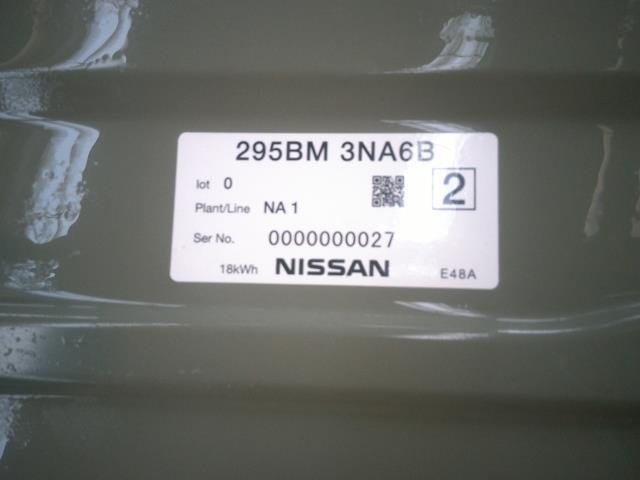 295BM 3NA6B
lot 0
2
Plant/Line NA 1
Ser No. 0000000027
18kWh NISSAN E48A